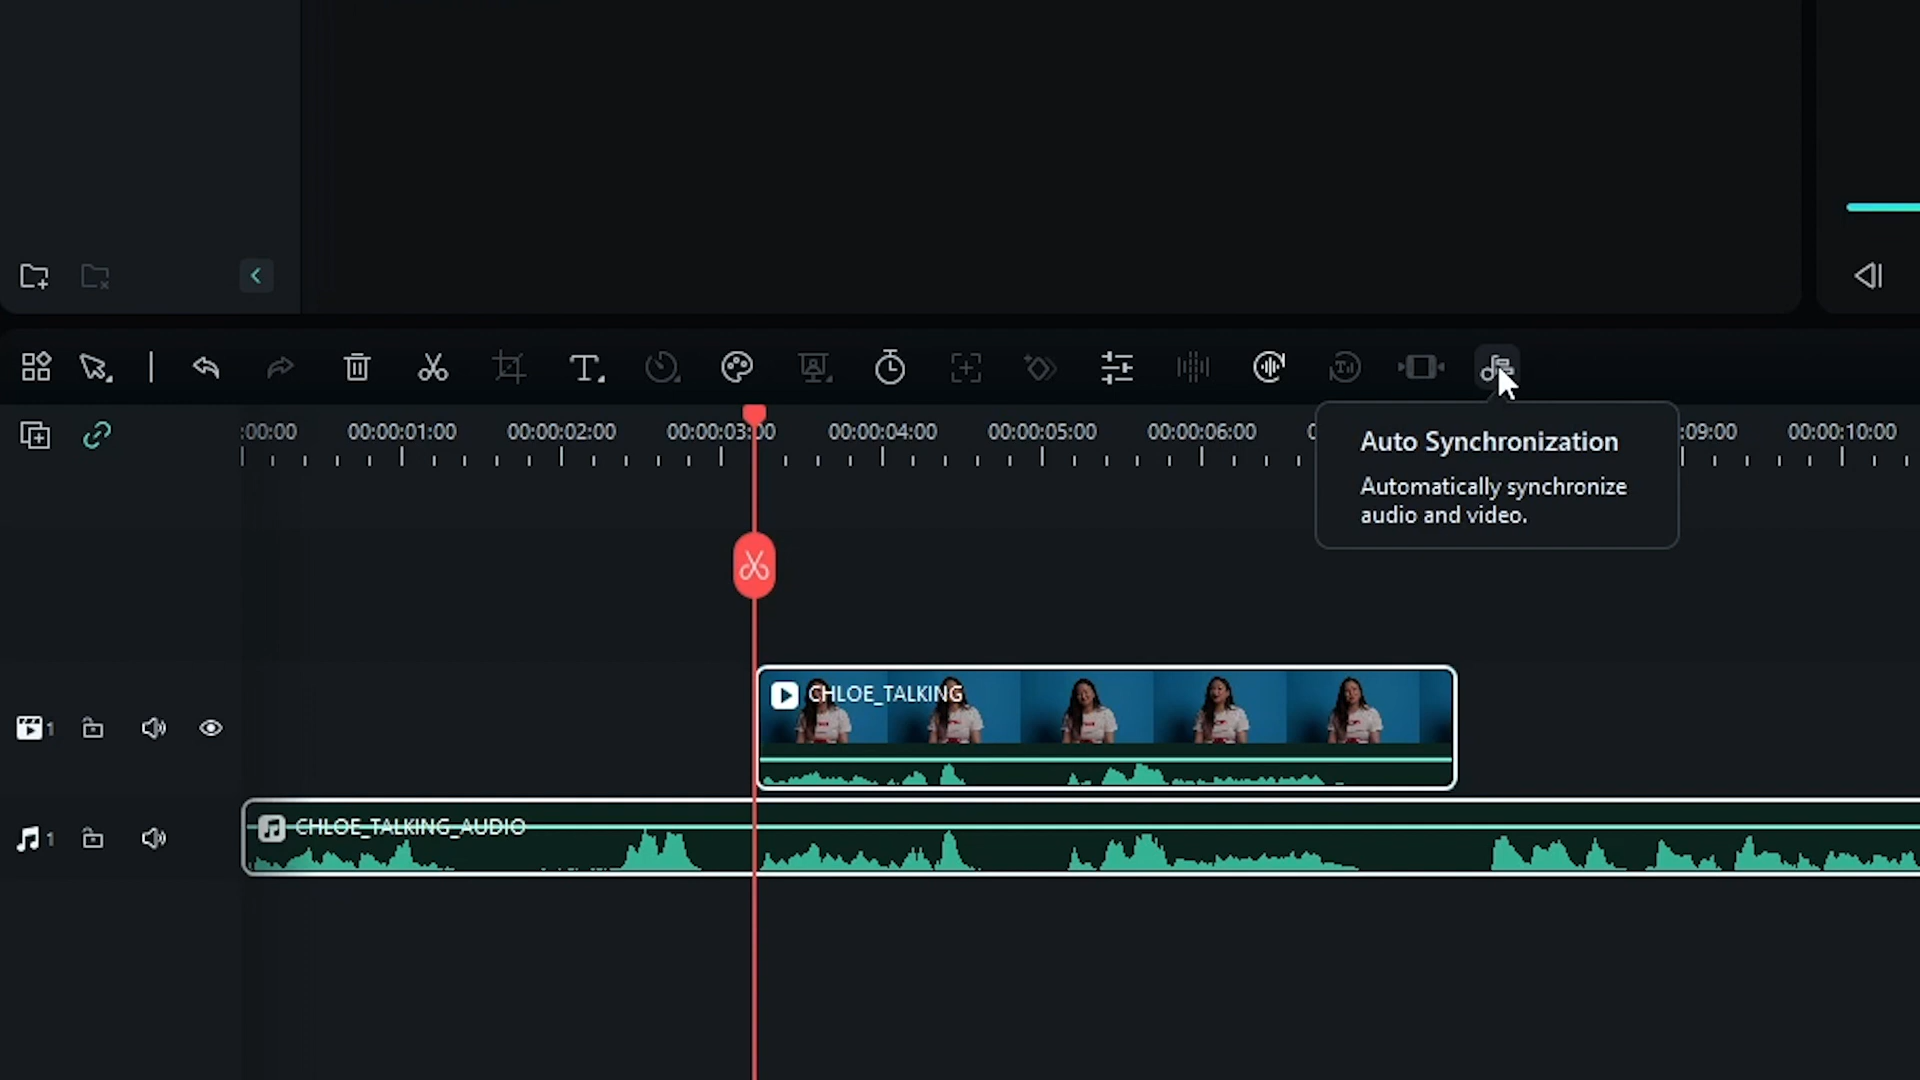 :00:00 00:00:01:00 00:00:02:00 00:00:03:00 00:00:04:00 00:00:05:00 00:00:06:00 :09:00 00:00:10:00
Auto Synchronization
Automatically synchronize
audio and video.
CHLOE_TALKING
1
CHLOE_TALKING_AUDIO
1